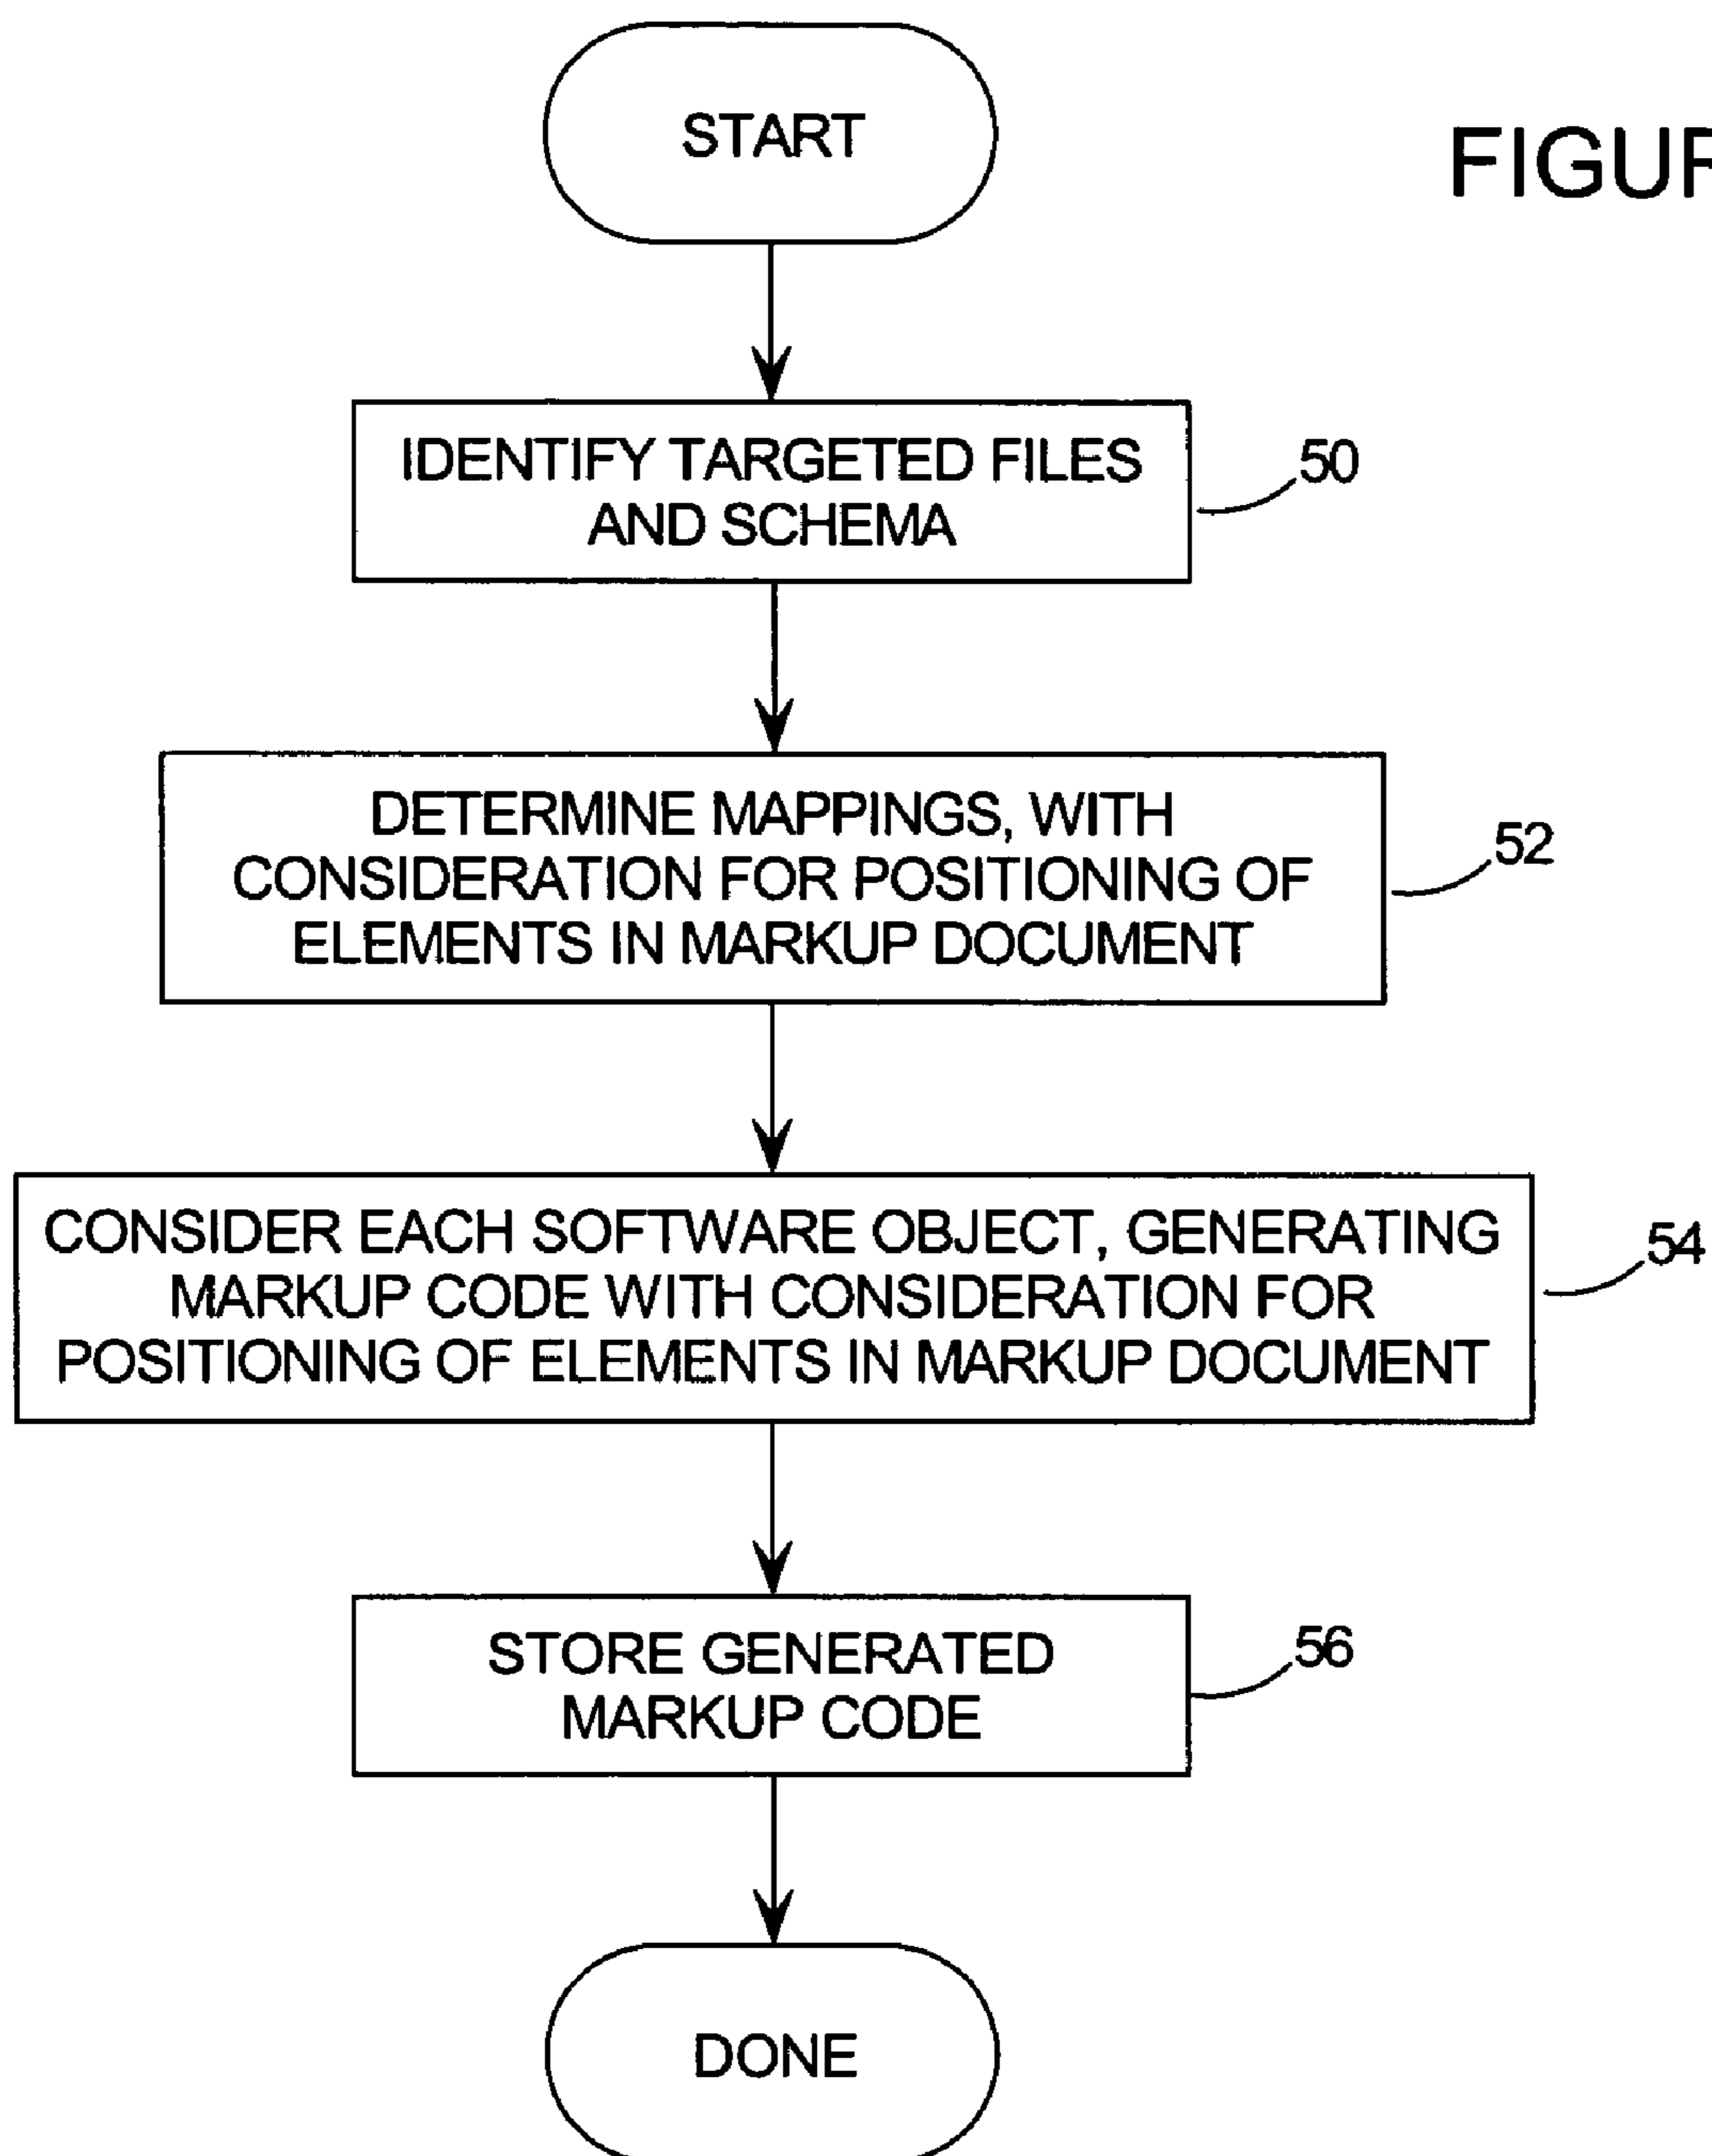 START
FIGUR
IDENTIFY TARGETED FILES
AND SCHEMA
50
DETERMINE MAPPINGS, WITH
CONSIDERATION FOR POSITIONING OF
ELEMENTS IN MARKUP DOCUMENT
52
CONSIDER EACH SOFTWARE OBJECT, GENERATING
MARKUP CODE WITH CONSIDERATION FOR
POSITIONING OF ELEMENTS IN MARKUP DOCUMENT
54
STORE GENERATED
MARKUP CODE
56
DONE